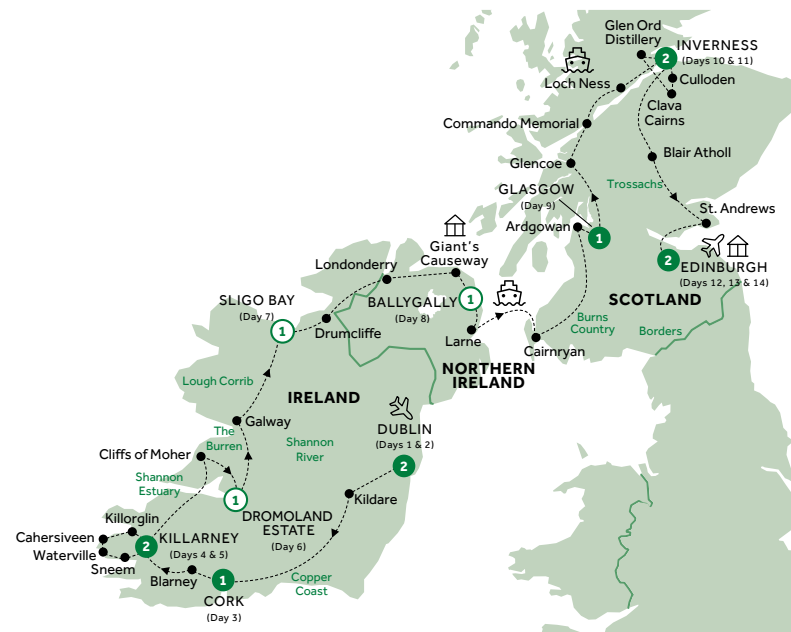 Glen Ord
Distillery
2
INVERNESS
(Days 10 & 11)
Loch Ness
Culloden
Clava
Cairns
Commando Memorial
Blair Atholl
Glencoe
Trossachs
GLASGOW
(Day 9)
St. Andrews
Ardgowan
1
Giant's
Causeway
2
EDINBURGH
(Days 12, 13 & 14)
Londonderry
SLIGO BAY
(Day 7)
BALLYGALLY
(Day 8)
1
SCOTLAND
1
Drumcliffe
Burns
Country
Borders
Larne
Cairnryan
NORTHERN
IRELAND
Lough Corrib
IRELAND
Galway
DUBLIN
(Days 1 & 2)
The
Burren
Shannon
River
Cliffs of Moher
2
Shannon
Estuary
1
Kildare
DROMOLAND
ESTATE
(Day 6)
Killorglin
Cahersiveen
KILLARNEY
(Days 4 & 5)
2
Waterville
Sneem
Blarney
1
Copper
Coast
CORK
(Day 3)